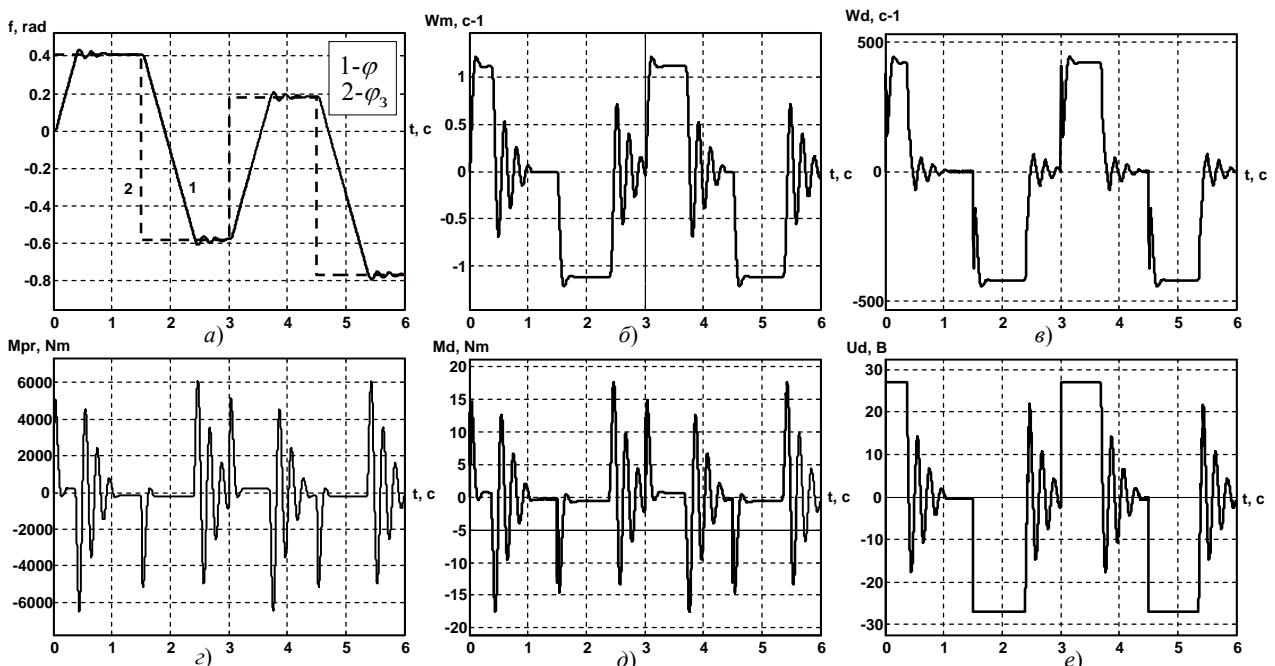 f, rad
0.4
0.2
0
-0.2
-0.4
-0.6
-0.8
0 1 2 3 4 5 6
t, c
1-φ
2-φ₃
2
1
а)
Wm, c-1
1
0.5
0
-0.5
-1
0 1 2 3 4 5 6
t, c
б)
Wd, c-1
500
0
-500
0 1 2 3 4 5 6
t, c
в)
Mpr, Nm
6000
4000
2000
0
-2000
-4000
-6000
0 1 2 3 4 5 6
t, c
г)
Md, Nm
20
15
10
5
0
-5
-10
-15
-20
0 1 2 3 4 5 6
t, c
д)
Ud, B
30
20
10
0
-10
-20
-30
0 1 2 3 4 5 6
t, c
е)